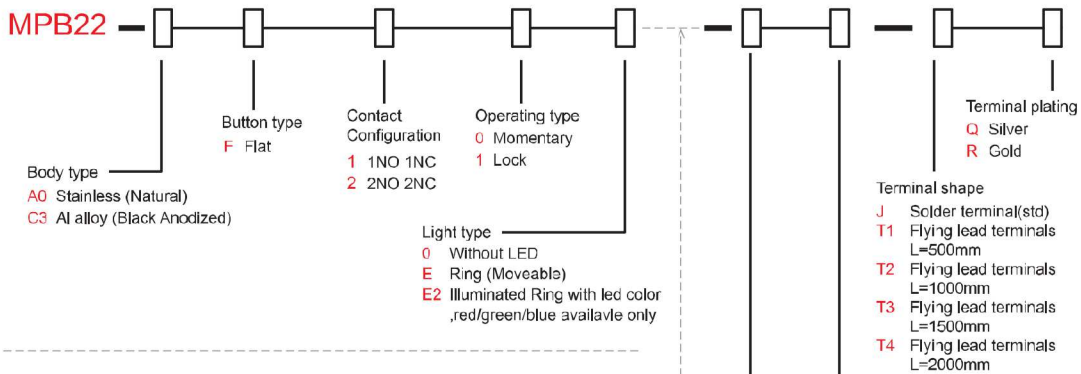 MPB22
Body type
A0 Stainless (Natural)
C3 Al alloy (Black Anodized)
Button type
F Flat
Contact
Configuration
1 1NO 1NC
2 2NO 2NC
Operating type
0 Momentary
1 Lock
Light type
0 Without LED
E Ring (Moveable)
E2 Illuminated Ring with led color
,red/green/blue availavle only
Terminal plating
Q Silver
R Gold
Terminal shape
J Solder terminal(std)
T1 Flying lead terminals
L=500mm
T2 Flying lead terminals
L=1000mm
T3 Flying lead terminals
L=1500mm
T4 Flying lead terminals
L=2000mm